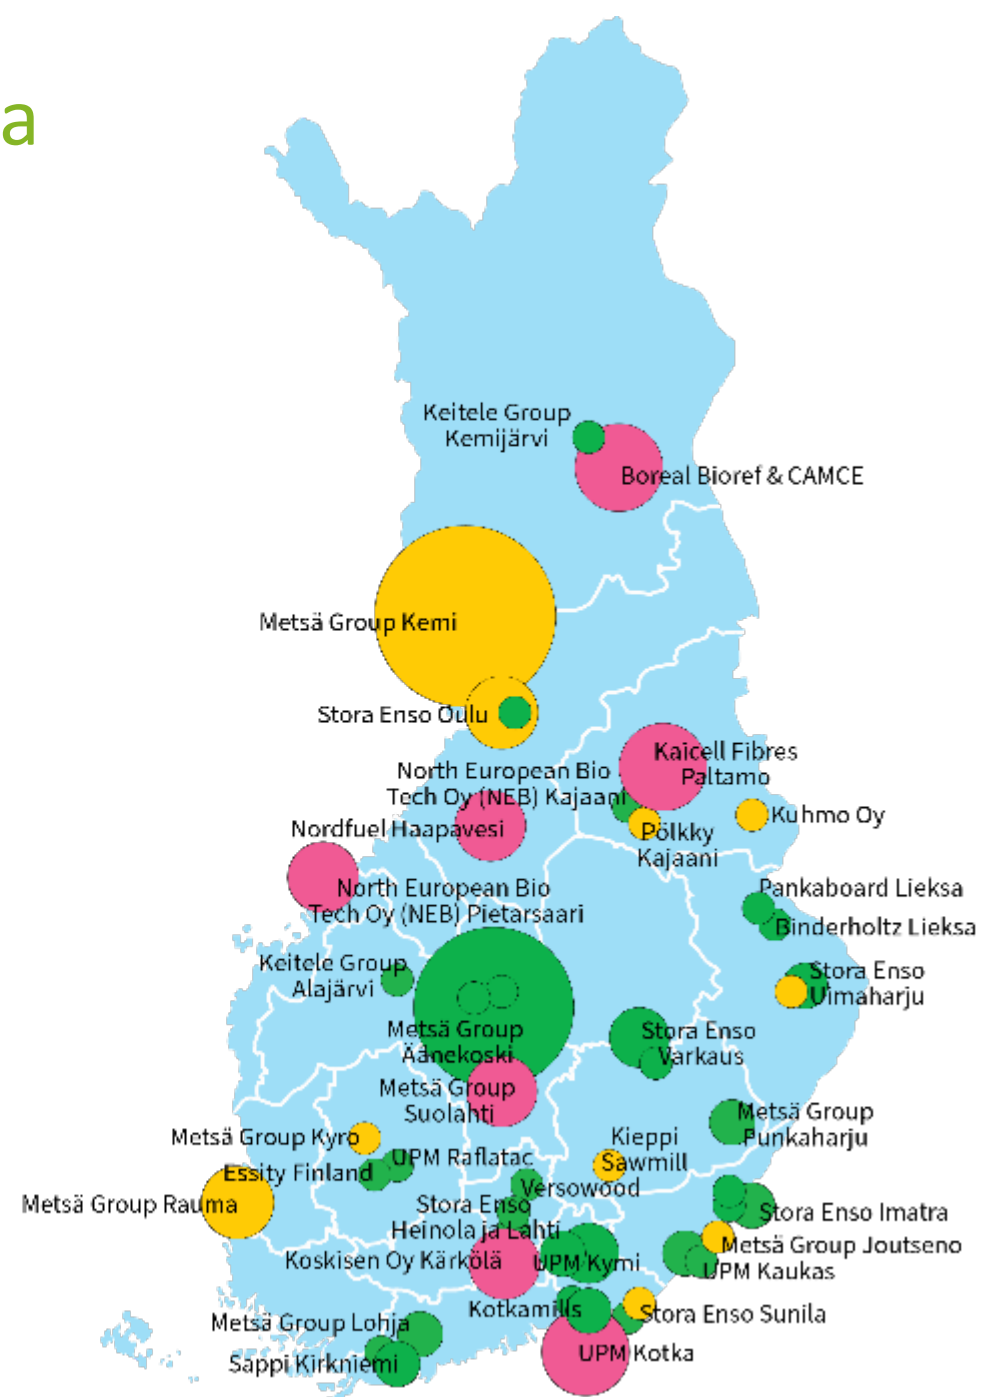 a
Keitele Group
Kemijärvi
Boreal Bioref & CAMCE
Metsä Group Kemi
Stora Enso Oulu
Kaicell Fibres
Paltamo
North European Bio
Tech Oy (NEB) Kajaani
Kuhmo Oy
Nordfuel Haapavesi
Pölkky
Kajaani
North European Bio
Tech Oy (NEB) Pietarsaari
Pankaboard Lieksa
Binderholtz Lieksa
Keitele Group
Alajärvi
Stora Enso
Uimaharju
Metsä Group
Äänekoski
Stora Enso
Varkaus
Metsä Group
Suolahti
Metsä Group
Punkaharju
Metsä Group Kyro
Kieppi
Sawmill
UPM Raflatac
Essity Finland
Versowood
Metsä Group Rauma
Stora Enso
Heinola ja Lahti
Stora Enso Imatra
Koskisen Oy Kärkölä
UPM Kymi
Metsä Group Joutseno
UPM Kaukas
Kotkamills
Stora Enso Sunila
Metsä Group Lohja
UPM Kotka
Sappi Kirkniemi